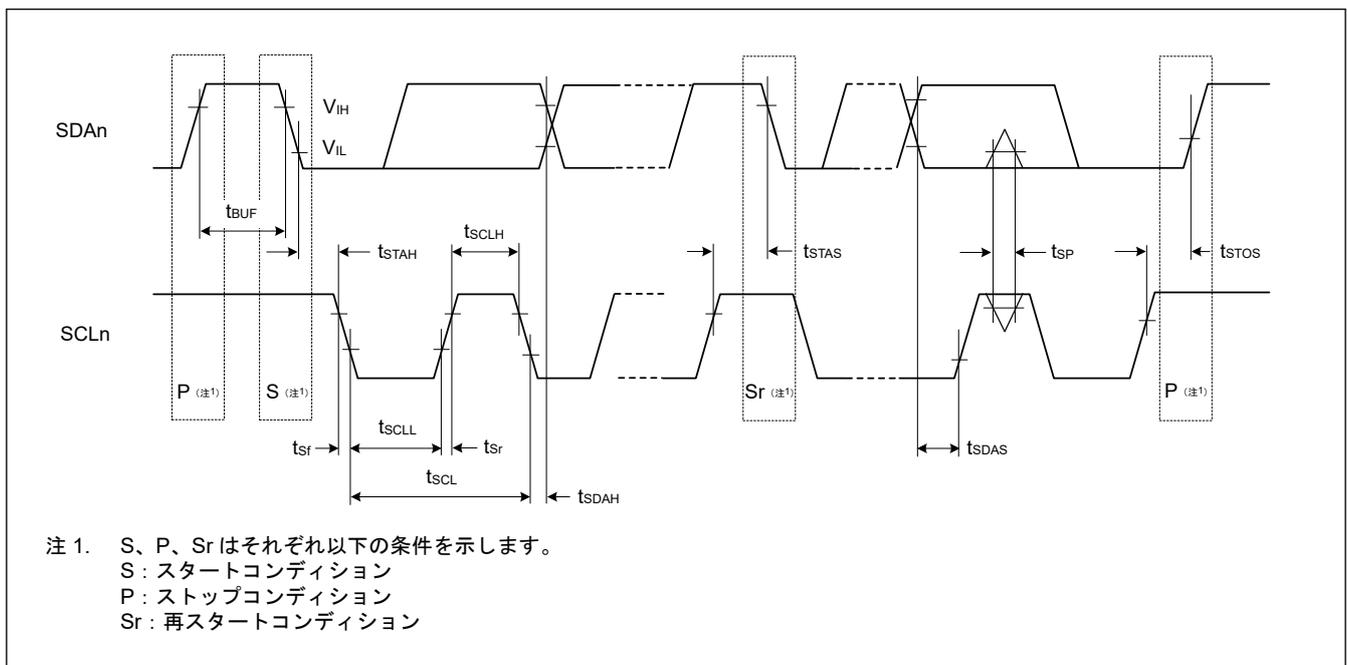 SDAn
VIH
VIL
tBUF
tSTAH
tSCLH
tSTAS
tSP
tSTOS
SCLn
P（注1）
S（注1）
Sr（注1）
P（注1）
tSf
tSCLL
tSr
tSCL
tSDAH
tSDAS
注 1. S、P、Sr はそれぞれ以下の条件を示します。
S：スタートコンディション
P：ストップコンディション
Sr：再スタートコンディション